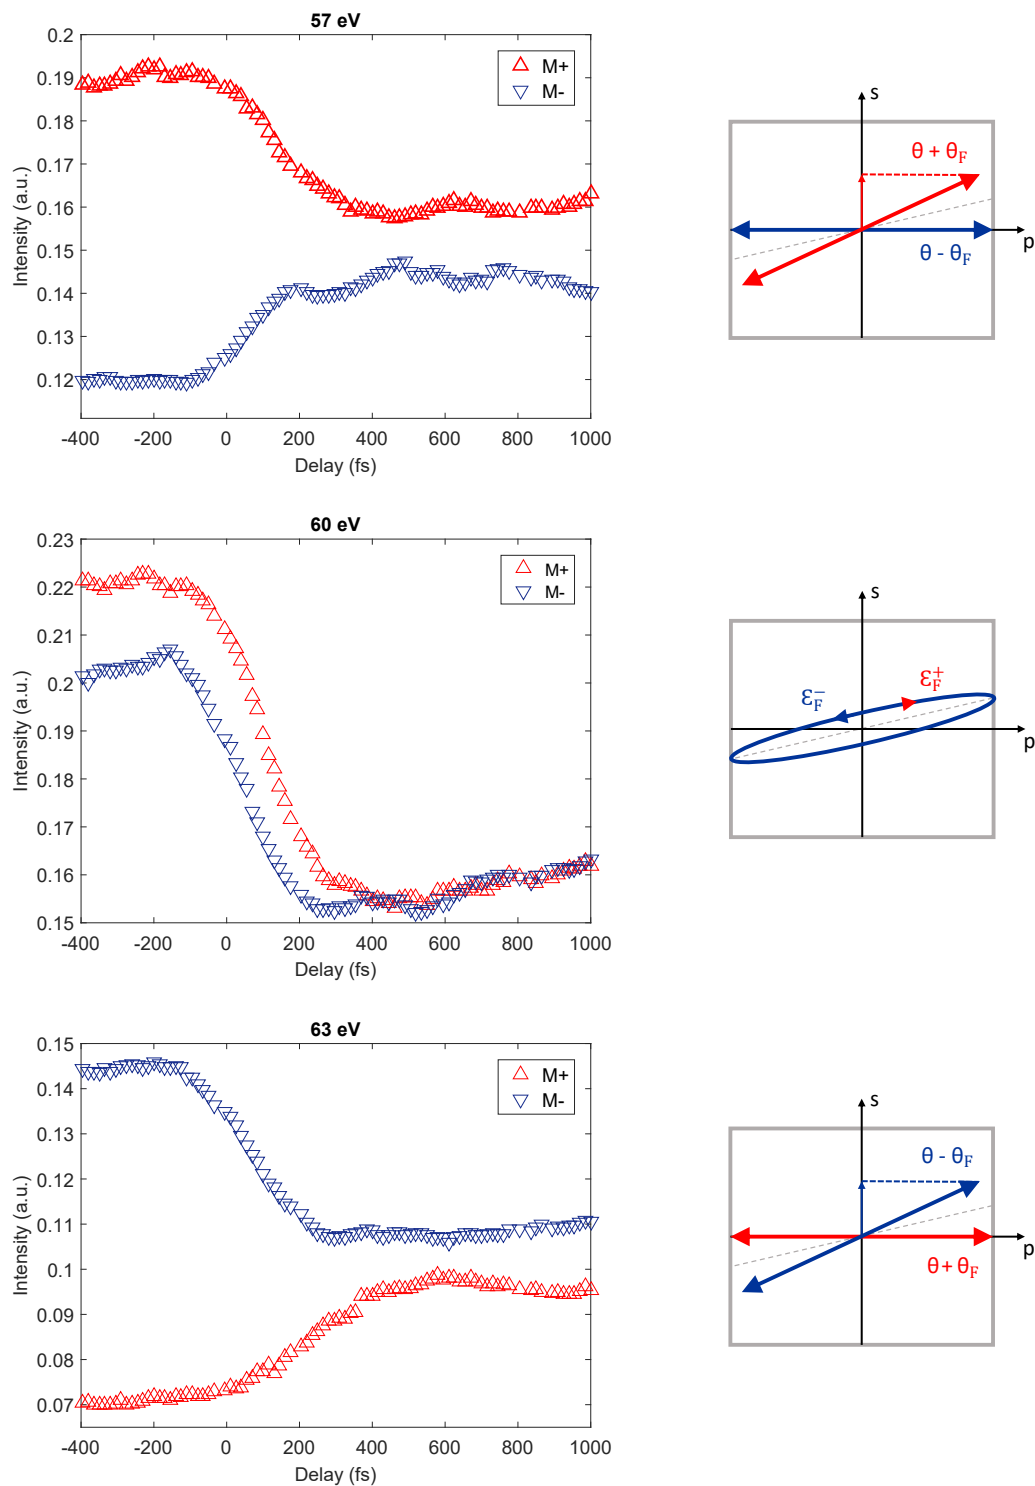 57 eV
0.2
0.19
0.18
0.17
0.16
0.15
0.14
0.13
0.12
Intensity (a.u.)
M+
M-
-400 -200 0 200 400 600 800 1000
Delay (fs)
s
θ + θF
p
θ - θF
60 eV
0.23
0.22
0.21
0.2
0.19
0.18
0.17
0.16
0.15
Intensity (a.u.)
M+
M-
-400 -200 0 200 400 600 800 1000
Delay (fs)
s
ℰF− ℰF+
p
63 eV
0.15
0.14
0.13
0.12
0.11
0.1
0.09
0.08
0.07
Intensity (a.u.)
M+
M-
-400 -200 0 200 400 600 800 1000
Delay (fs)
s
θ - θF
p
θ + θF